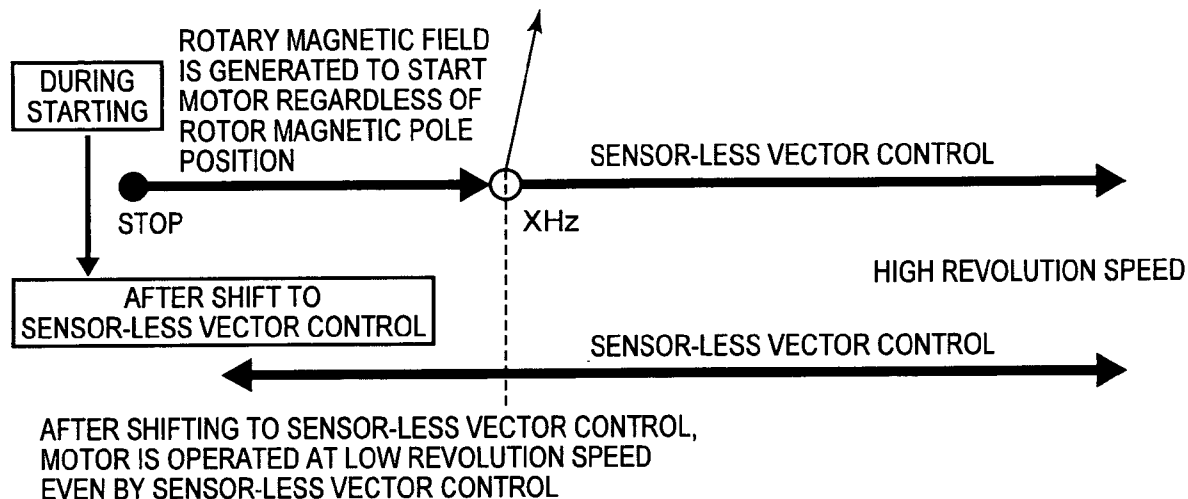 DURING
STARTING
ROTARY MAGNETIC FIELD
IS GENERATED TO START
MOTOR REGARDLESS OF
ROTOR MAGNETIC POLE
POSITION
SENSOR-LESS VECTOR CONTROL
STOP
XHz
HIGH REVOLUTION SPEED
AFTER SHIFT TO
SENSOR-LESS VECTOR CONTROL
SENSOR-LESS VECTOR CONTROL
AFTER SHIFTING TO SENSOR-LESS VECTOR CONTROL,
MOTOR IS OPERATED AT LOW REVOLUTION SPEED
EVEN BY SENSOR-LESS VECTOR CONTROL